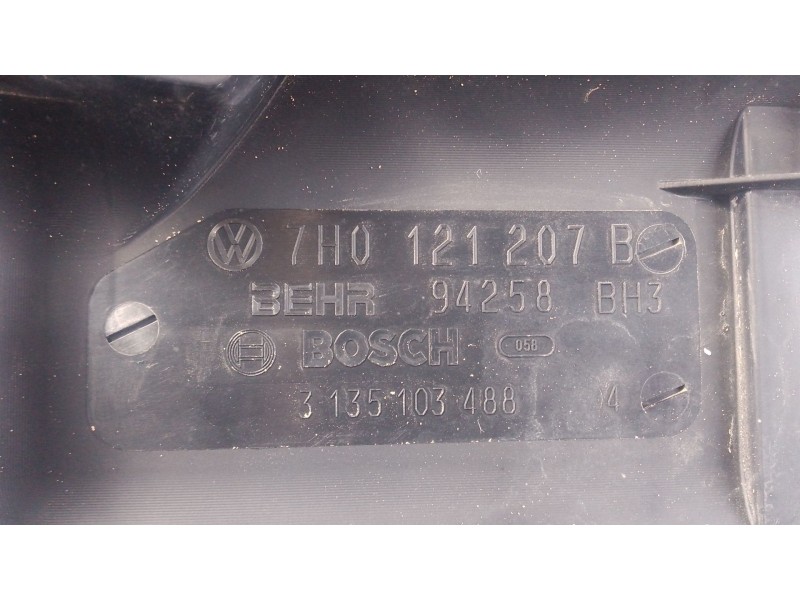 7H0 121 207 B
BEHR 94258 BH3
BOSCH 058
3 135 103 488 4